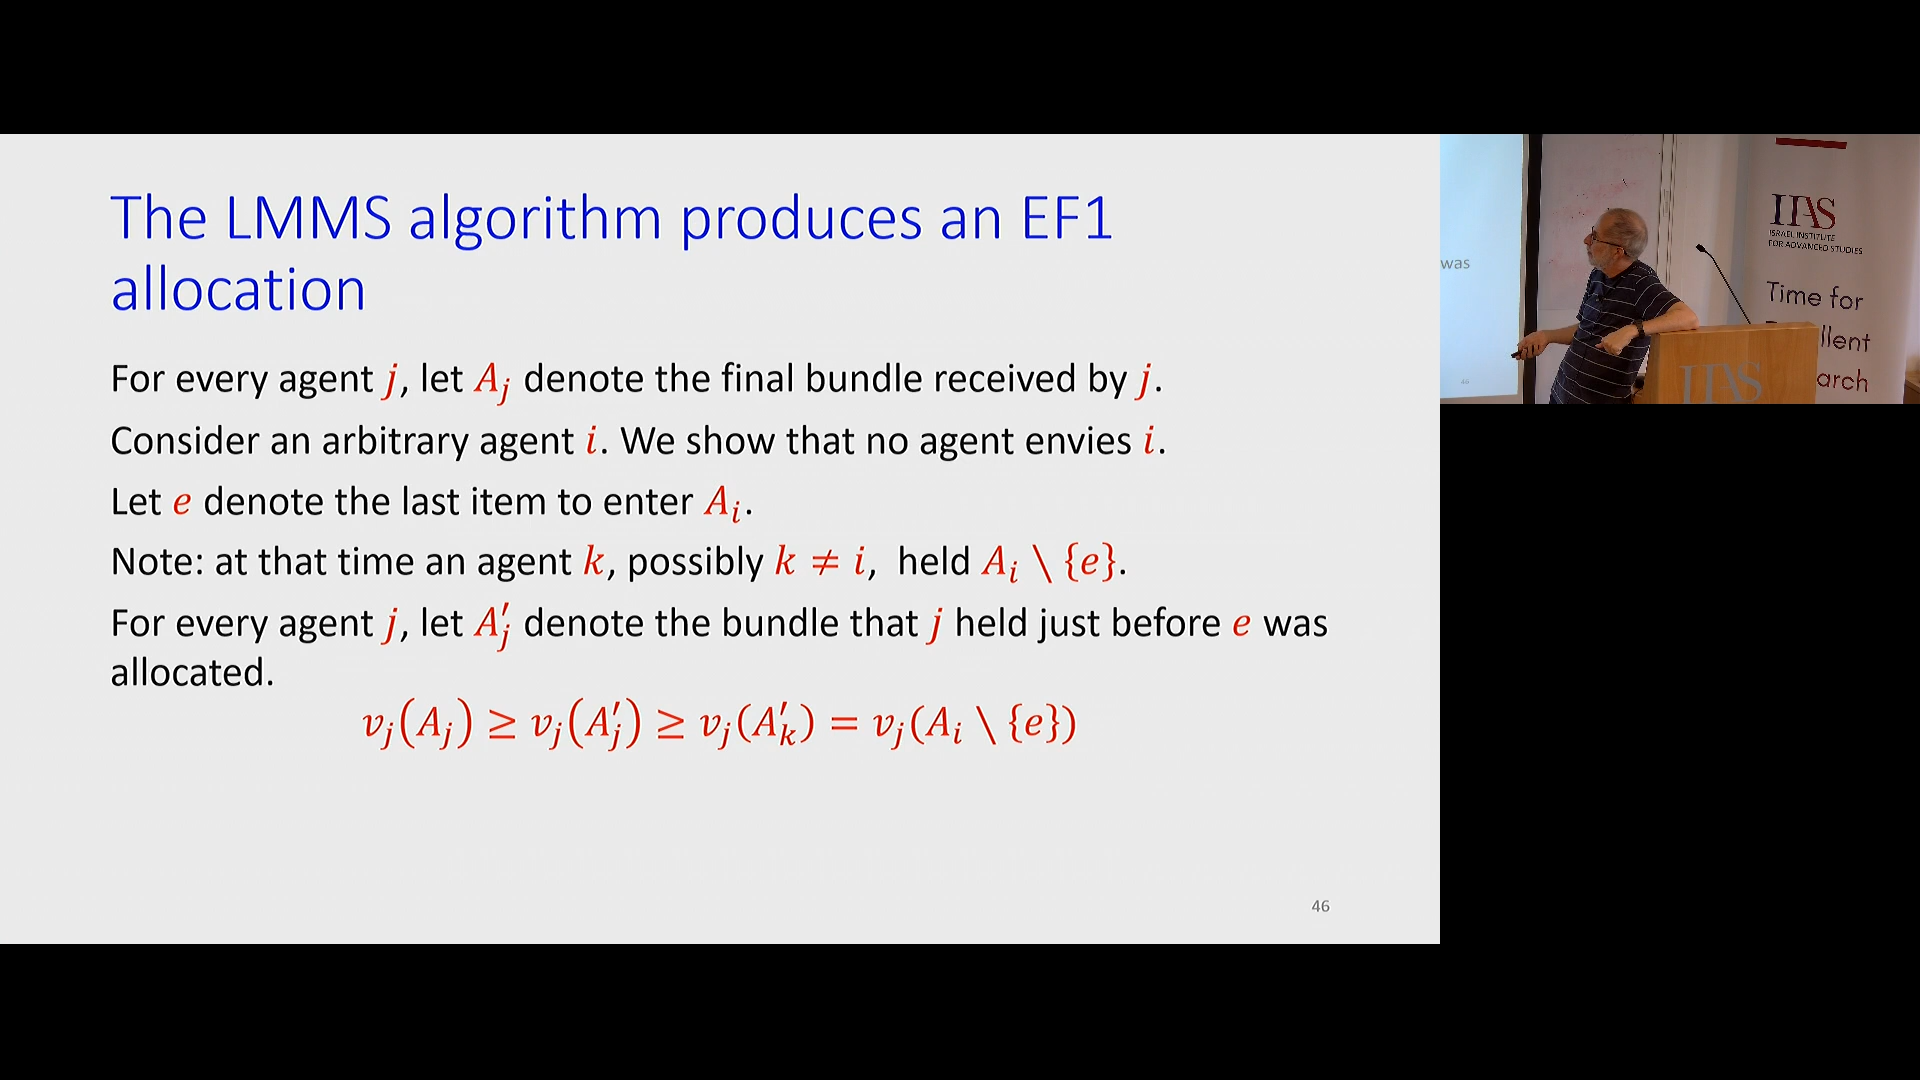 The LMMS algorithm produces an EF1
allocation
For every agent j, let A_j denote the final bundle received by j.
Consider an arbitrary agent i. We show that no agent envies i.
Let e denote the last item to enter A_i.
Note: at that time an agent k, possibly k ≠ i, held A_i \ {e}.
For every agent j, let A'_j denote the bundle that j held just before e was
allocated.
v_j(A_j) ≥ v_j(A'_j) ≥ v_j(A'_k) = v_j(A_i \ {e})
46
was
46
IIAS
ISRAEL INSTITUTE
FOR ADVANCED STUDIES
Time for
llent
arch
IIAS